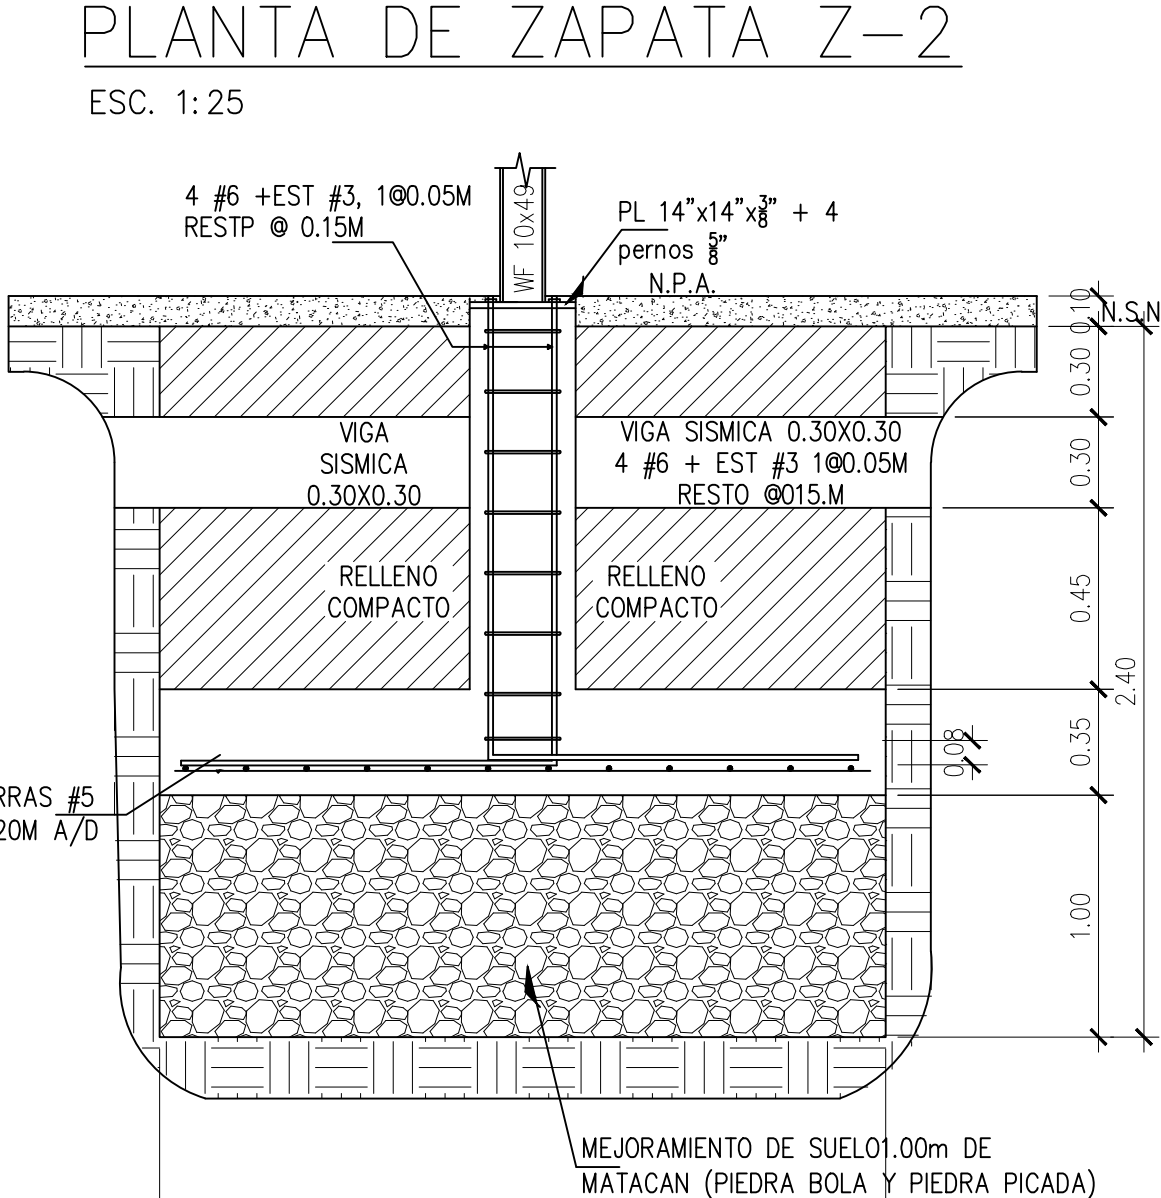 PLANTA DE ZAPATA Z-2
ESC. 1:25
4 #6 +EST #3, 1@0.05M
RESTP @ 0.15M
WF 10x49
PL 14"x14"x3/8" + 4
pernos 5/8"
N.P.A.
0.10
N.S.N
0.30
VIGA
SISMICA
0.30X0.30
VIGA SISMICA 0.30X0.30
4 #6 + EST #3 1@0.05M
RESTO @015.M
0.30
RELLENO
COMPACTO
RELLENO
COMPACTO
0.45
2.40
0.35
0.08
RRAS #5
20M A/D
1.00
MEJORAMIENTO DE SUELO1.00m DE
MATACAN (PIEDRA BOLA Y PIEDRA PICADA)